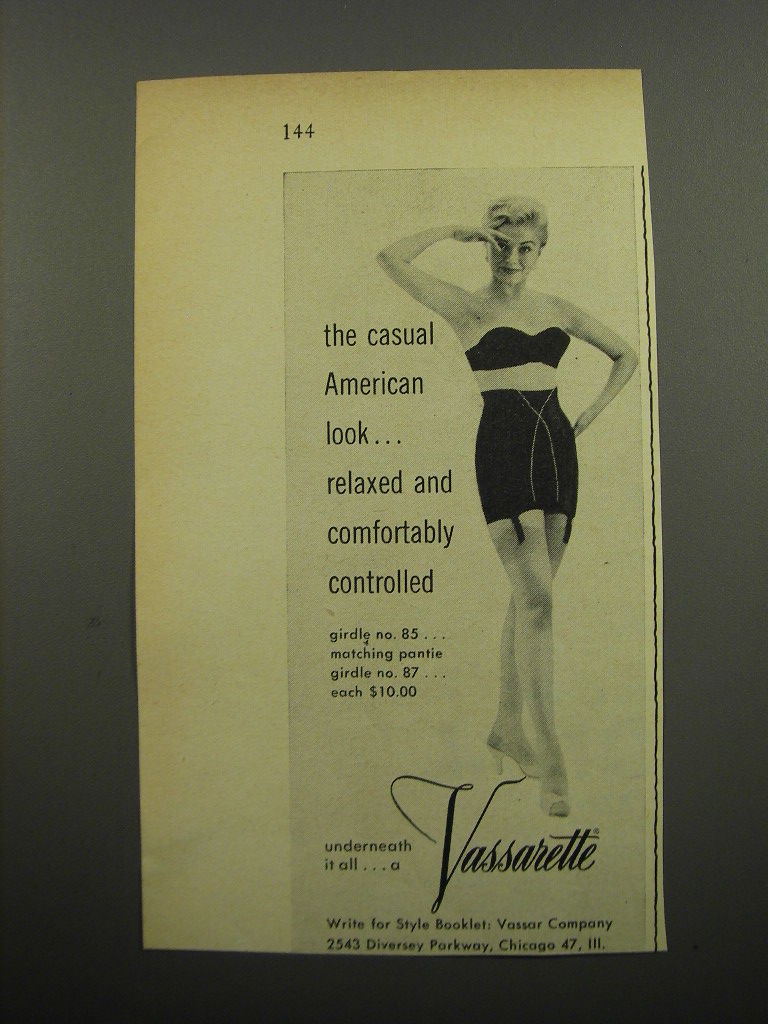 144
the casual
American
look...
relaxed and
comfortably
controlled
girdle no. 85 . . .
matching pantie
girdle no. 87 . . .
each $10.00
underneath
it all . . . a
Vassarette®
Write for Style Booklet: Vassar Company
2543 Diversey Parkway, Chicago 47, Ill.